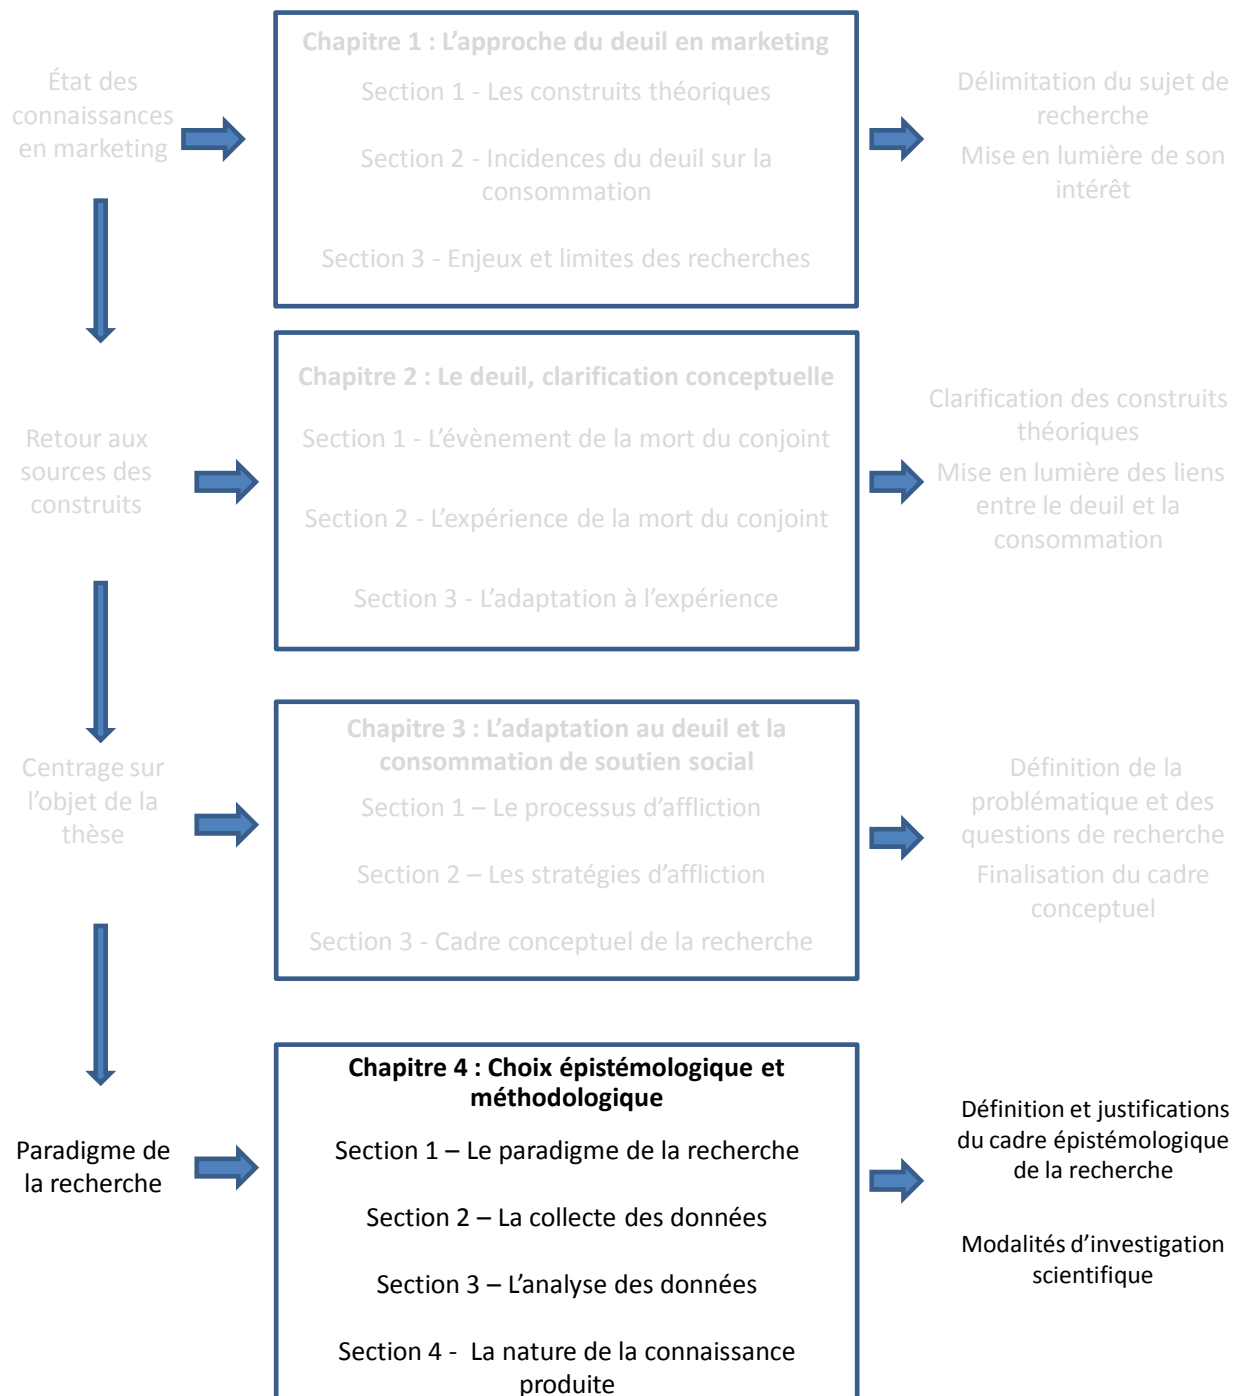 État des
connaissances
en marketing
Chapitre 1 : L’approche du deuil en marketing
Section 1 - Les construits théoriques
Section 2 - Incidences du deuil sur la
consommation
Section 3 - Enjeux et limites des recherches
Délimitation du sujet de
recherche
Mise en lumière de son
intérêt
Retour aux
sources des
construits
Chapitre 2 : Le deuil, clarification conceptuelle
Section 1 - L’évènement de la mort du conjoint
Section 2 - L’expérience de la mort du conjoint
Section 3 - L’adaptation à l’expérience
Clarification des construits
théoriques
Mise en lumière des liens
entre le deuil et la
consommation
Centrage sur
l’objet de la
thèse
Chapitre 3 : L’adaptation au deuil et la
consommation de soutien social
Section 1 – Le processus d’affliction
Section 2 – Les stratégies d’affliction
Section 3 - Cadre conceptuel de la recherche
Définition de la
problématique et des
questions de recherche
Finalisation du cadre
conceptuel
Paradigme de
la recherche
Chapitre 4 : Choix épistémologique et
méthodologique
Section 1 – Le paradigme de la recherche
Section 2 – La collecte des données
Section 3 – L’analyse des données
Section 4 - La nature de la connaissance
produite
Définition et justifications
du cadre épistémologique
de la recherche
Modalités d’investigation
scientifique